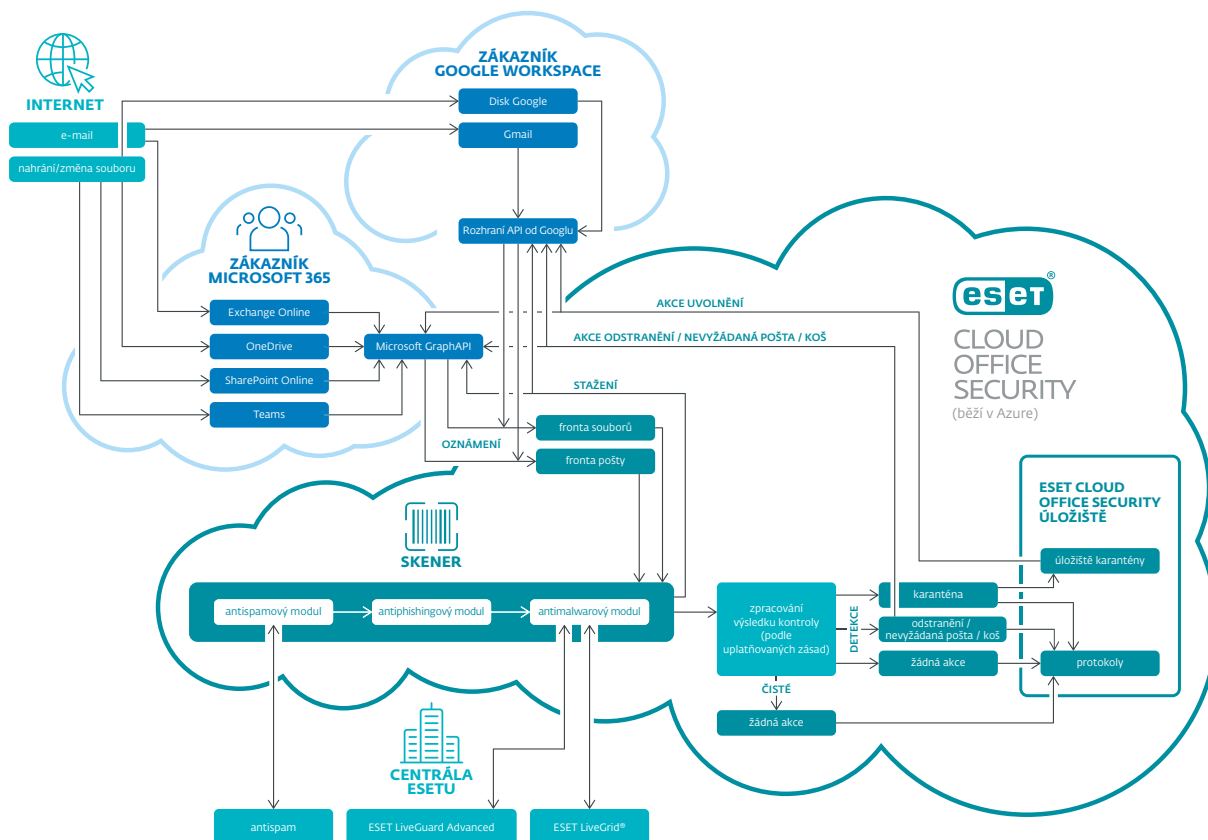 INTERNET
e-mail
nahrání/změna souboru
ZÁKAZNÍK
GOOGLE WORKSPACE
Disk Google
Gmail
Rozhraní API od Googlu
ZÁKAZNÍK
MICROSOFT 365
Exchange Online
OneDrive
SharePoint Online
Teams
Microsoft GraphAPI
AKCE UVOLNĚNÍ
AKCE ODSTRANĚNÍ / NEVYŽÁDANÁ POŠTA / KOŠ
STAŽENÍ
OZNÁMENÍ
fronta souborů
fronta pošty
eseT®
CLOUD
OFFICE
SECURITY
(běží v Azure)
SKENER
antispamový modul
antiphishingový modul
antimalwarový modul
zpracování
výsledku kontroly
(podle
uplatňovaných zásad)
DETEKCE
ČISTÉ
karanténa
odstranění /
nevyžádaná pošta / koš
žádná akce
žádná akce
ESET CLOUD
OFFICE SECURITY
ÚLOŽIŠTĚ
úložiště karantény
protokoly
CENTRÁLA
ESETU
antispam
ESET LiveGuard Advanced
ESET LiveGrid®